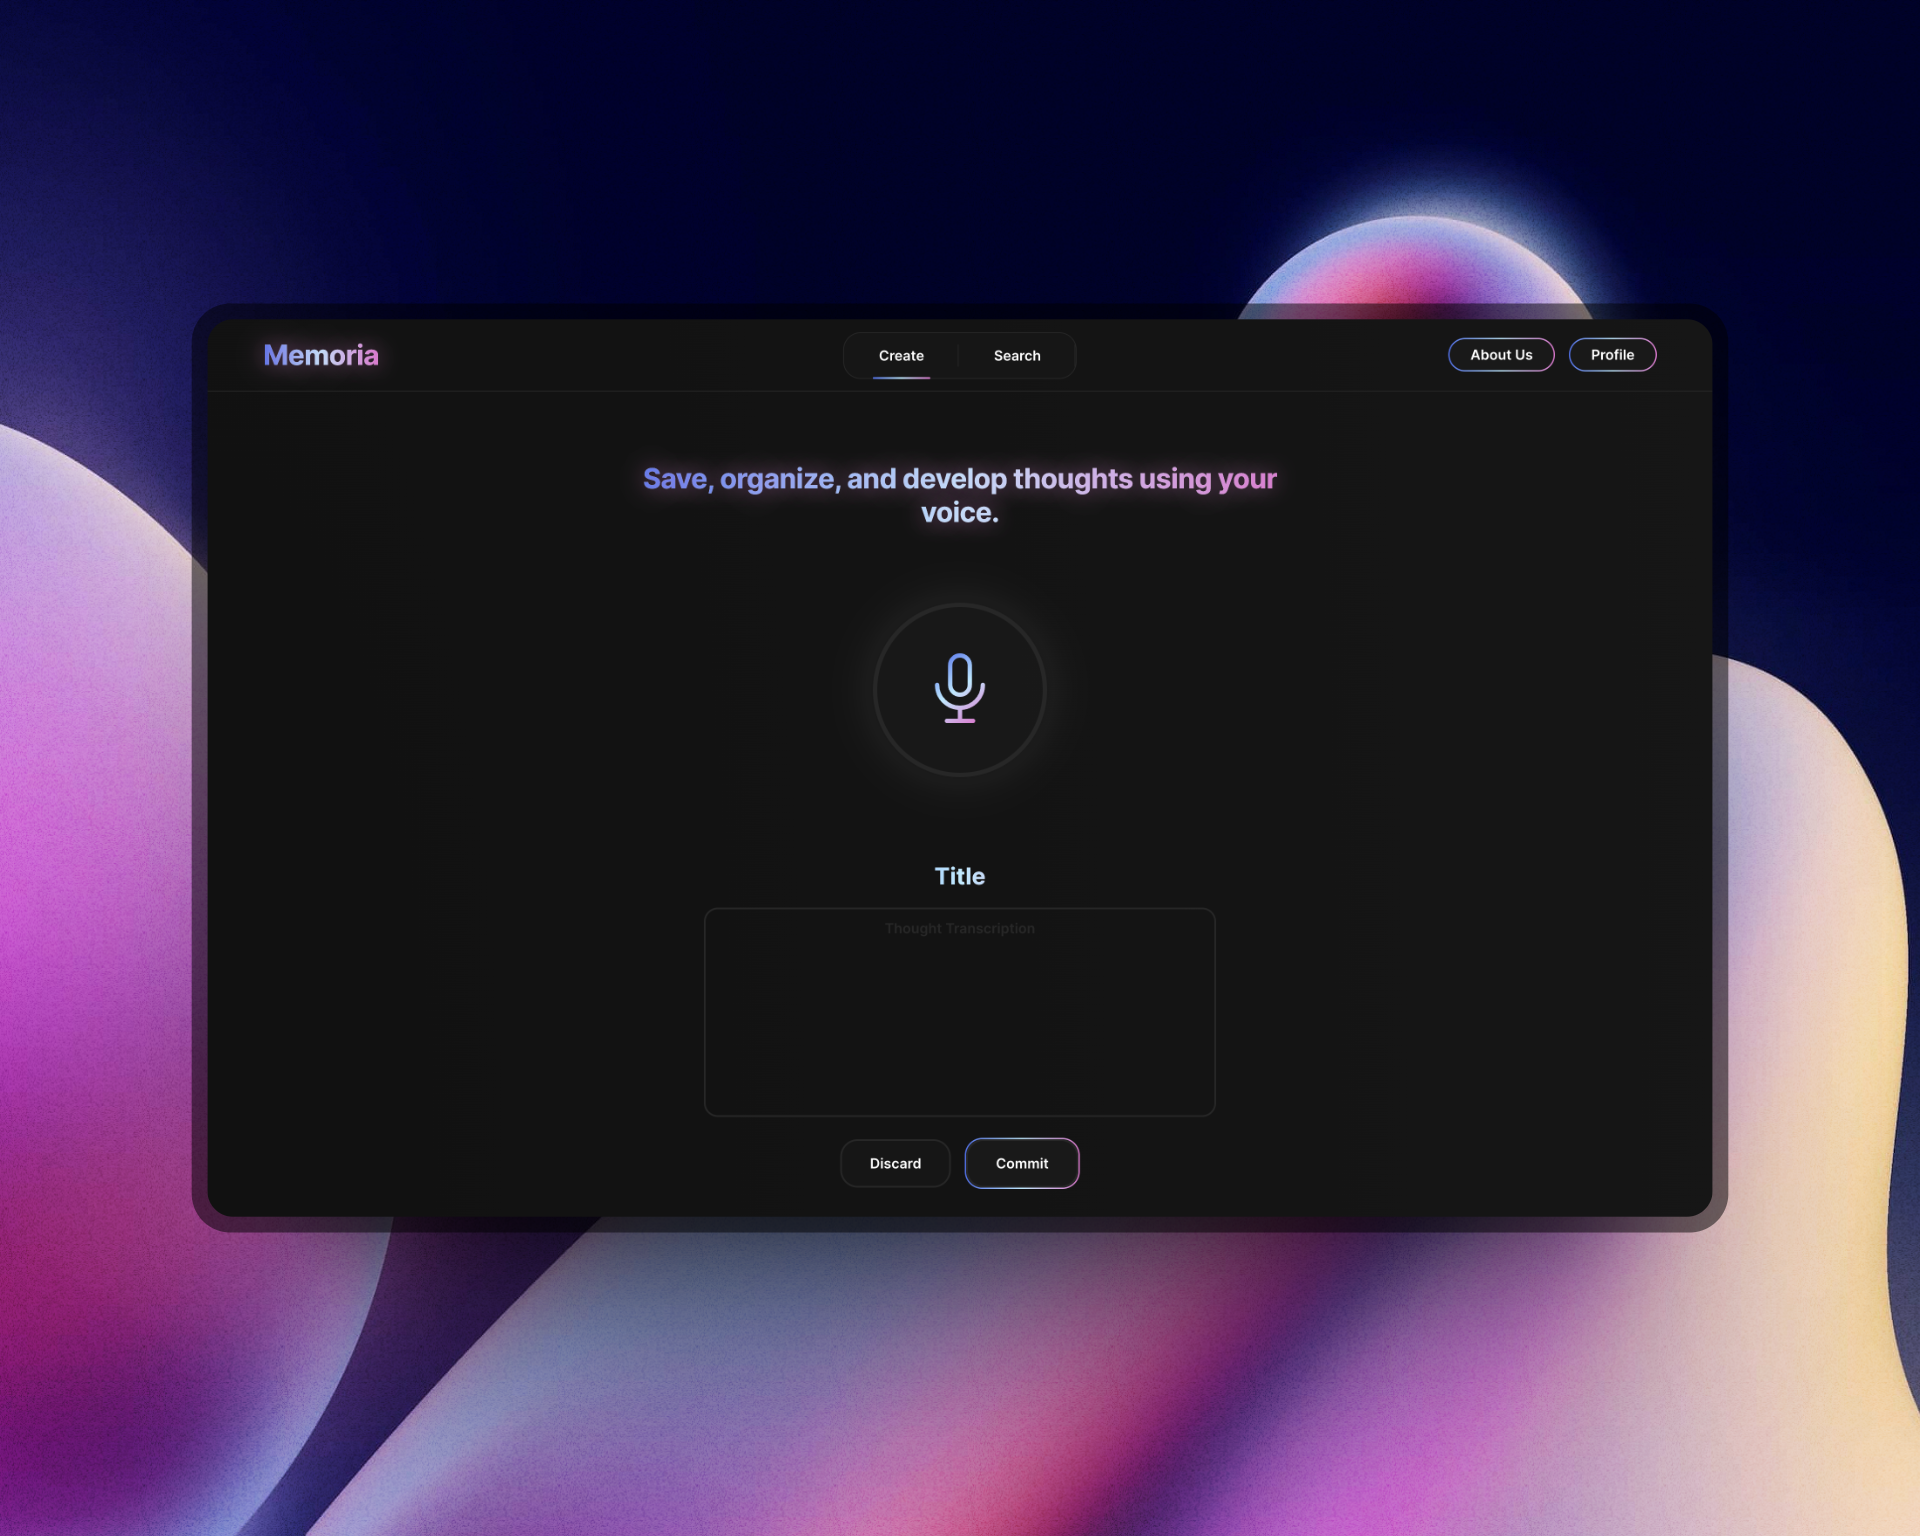 Memoria
Create
Search
About Us
Profile
Save, organize, and develop thoughts using your
voice.
Title
Thought Transcription
Discard
Commit